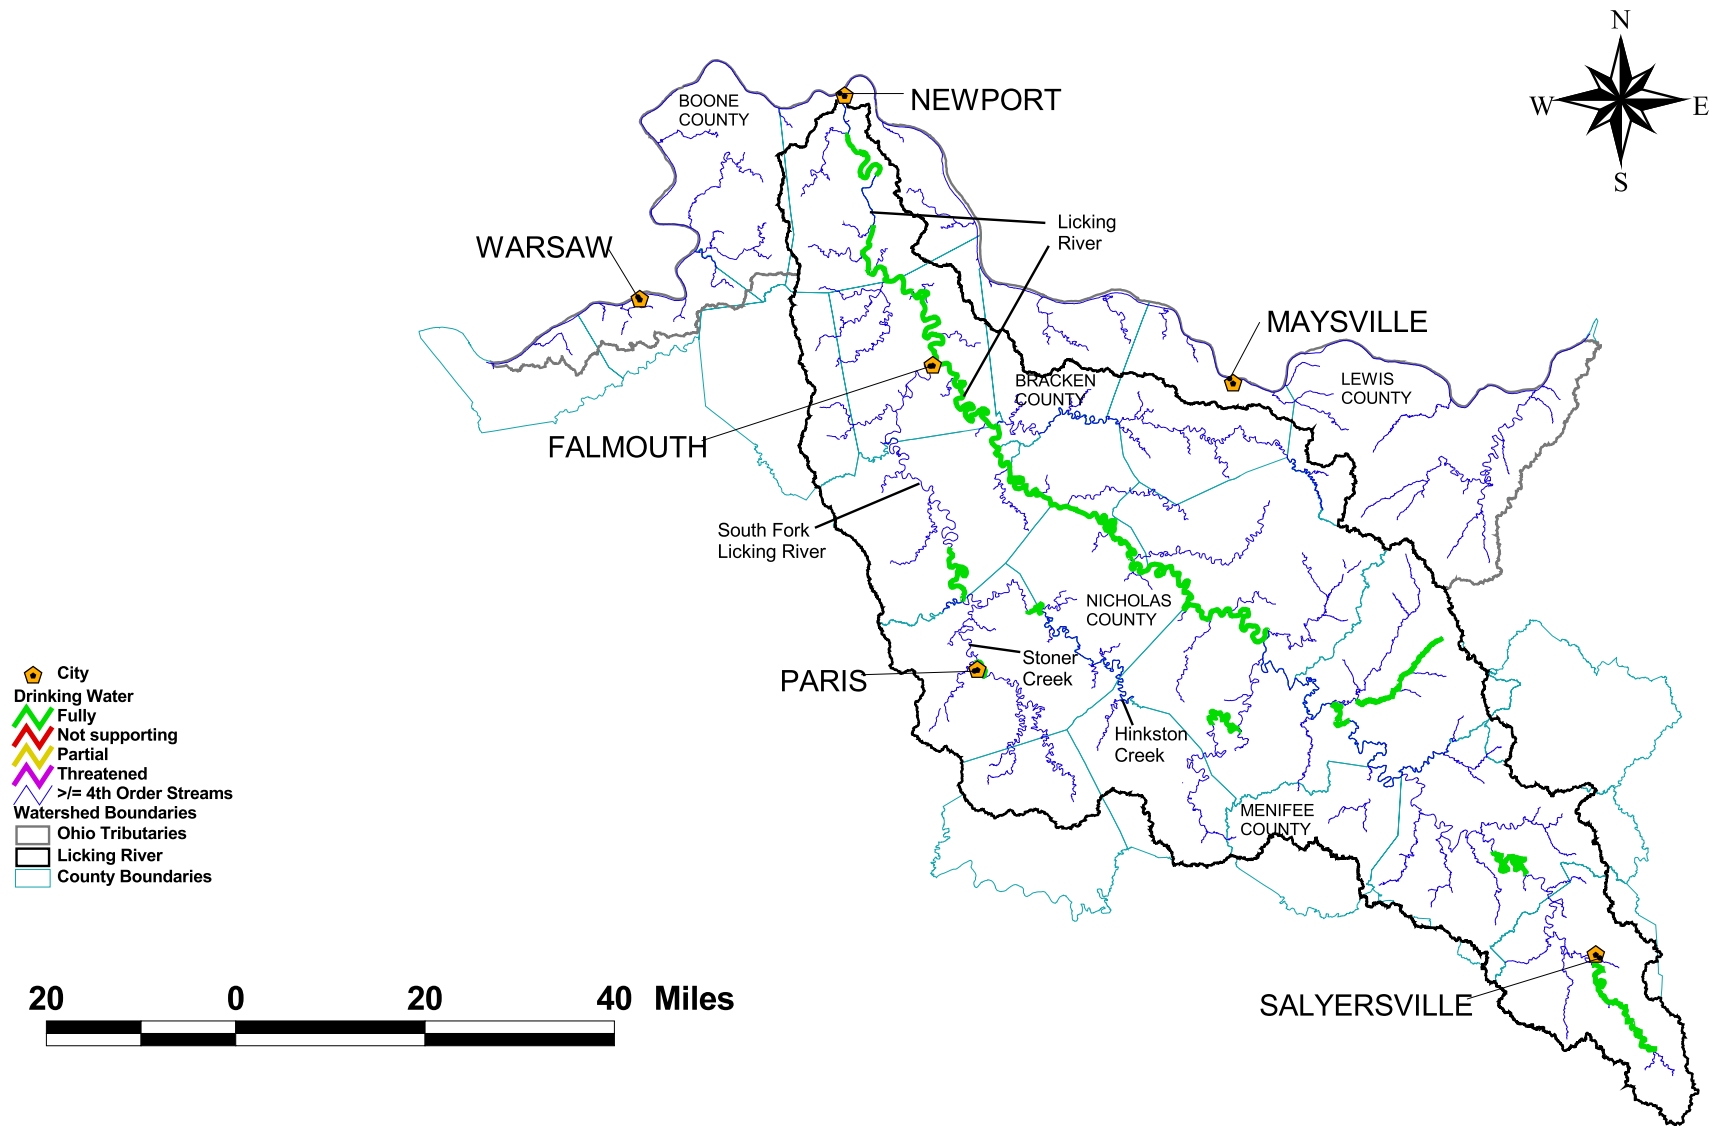 N
W
E
S
NEWPORT
BOONE
COUNTY
Licking
River
WARSAW
MAYSVILLE
BRACKEN
COUNTY
LEWIS
COUNTY
FALMOUTH
South Fork
Licking River
NICHOLAS
COUNTY
Stoner
Creek
PARIS
Hinkston
Creek
MENIFEE
COUNTY
SALYERSVILLE
City
Drinking Water
Fully
Not supporting
Partial
Threatened
>/= 4th Order Streams
Watershed Boundaries
Ohio Tributaries
Licking River
County Boundaries
20 0 20 40 Miles